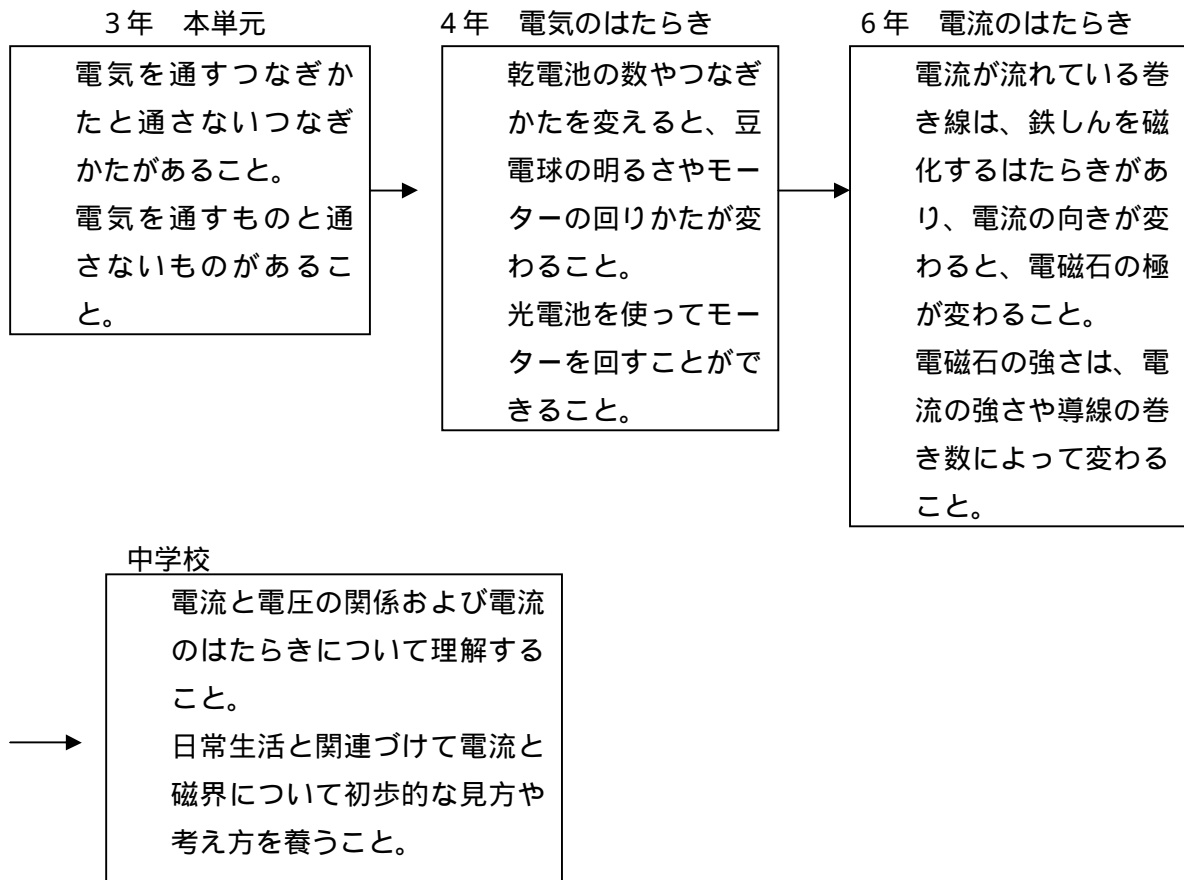 ３年　本単元
電気を通すつなぎか
たと通さないつなぎ
かたがあること。
電気を通すものと通
さないものがあるこ
と。
４年　電気のはたらき
乾電池の数やつなぎ
かたを変えると、豆
電球の明るさやモー
ターの回りかたが変
わること。
光電池を使ってモー
ターを回すことがで
きること。
６年　電流のはたらき
電流が流れている巻
き線は、鉄しんを磁
化するはたらきがあ
り、電流の向きが変
わると、電磁石の極
が変わること。
電磁石の強さは、電
流の強さや導線の巻
き数によって変わる
こと。
中学校
電流と電圧の関係および電流
のはたらきについて理解する
こと。
日常生活と関連づけて電流と
磁界について初歩的な見方や
考え方を養うこと。